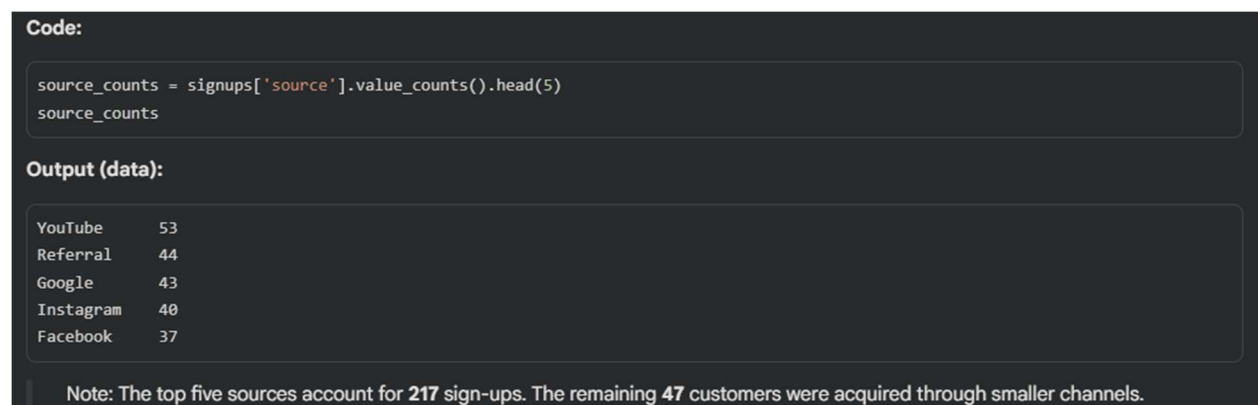 Code:
source_counts = signups['source'].value_counts().head(5)
source_counts
Output (data):
YouTube 53
Referral 44
Google 43
Instagram 40
Facebook 37
Note: The top five sources account for 217 sign-ups. The remaining 47 customers were acquired through smaller channels.